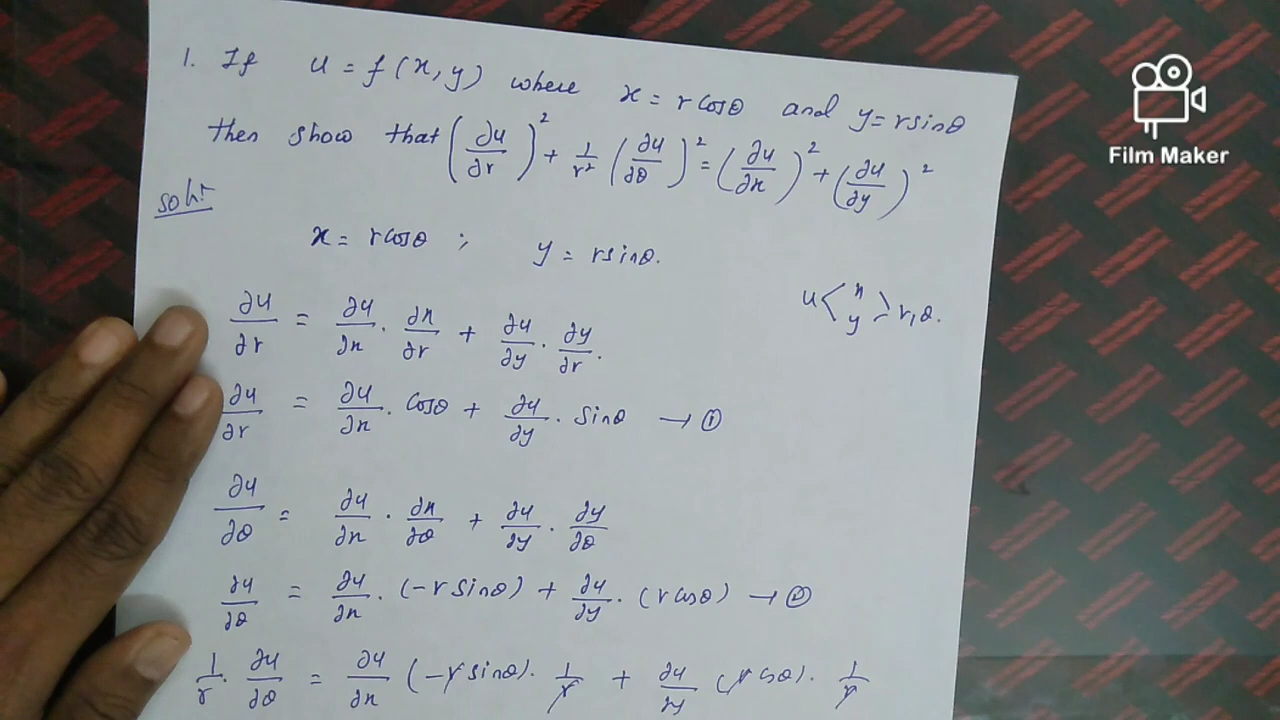 1. If u = f(x, y) where x = r cosθ and y = r sinθ
then show that (∂u/∂r)² + 1/r² (∂u/∂θ)² = (∂u/∂x)² + (∂u/∂y)²
Film Maker
soln:
x = r cosθ ; y = r sinθ.
u < x y > r, θ.
∂u/∂r = ∂u/∂x . ∂x/∂r + ∂u/∂y . ∂y/∂r.
∂u/∂r = ∂u/∂x . cosθ + ∂u/∂y . sinθ → ①
∂u/∂θ = ∂u/∂x . ∂x/∂θ + ∂u/∂y . ∂y/∂θ
∂u/∂θ = ∂u/∂x . (-r sinθ) + ∂u/∂y . (r cosθ) → ②
1/r . ∂u/∂θ = ∂u/∂x (-r sinθ) . 1/r + ∂u/∂y (r cosθ) . 1/r